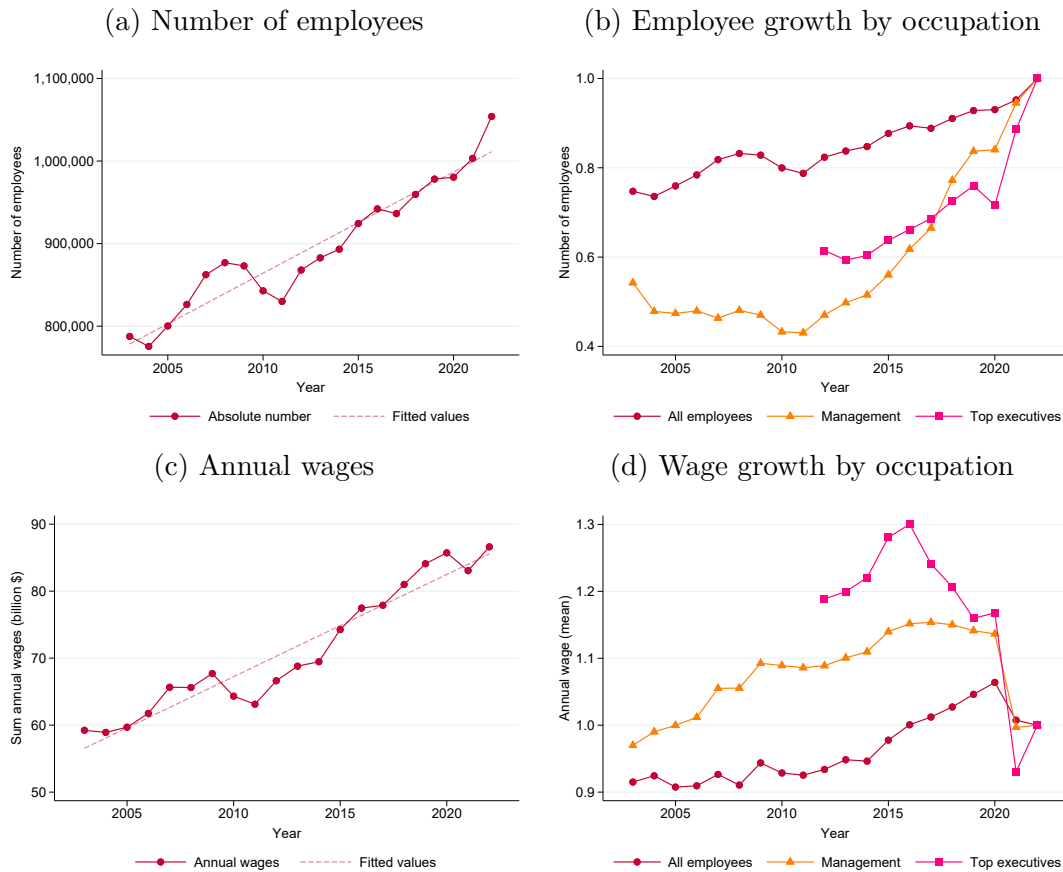 (a) Number of employees
(b) Employee growth by occupation
Number of employees
1,100,000
1,000,000
900,000
800,000
2005
2010
2015
2020
Year
Absolute number
Fitted values
Number of employees
1.0
0.8
0.6
0.4
2005
2010
2015
2020
Year
All employees
Management
Top executives
(c) Annual wages
(d) Wage growth by occupation
Sum annual wages (billion $)
90
80
70
60
50
2005
2010
2015
2020
Year
Annual wages
Fitted values
Annual wage (mean)
1.3
1.2
1.1
1.0
0.9
2005
2010
2015
2020
Year
All employees
Management
Top executives